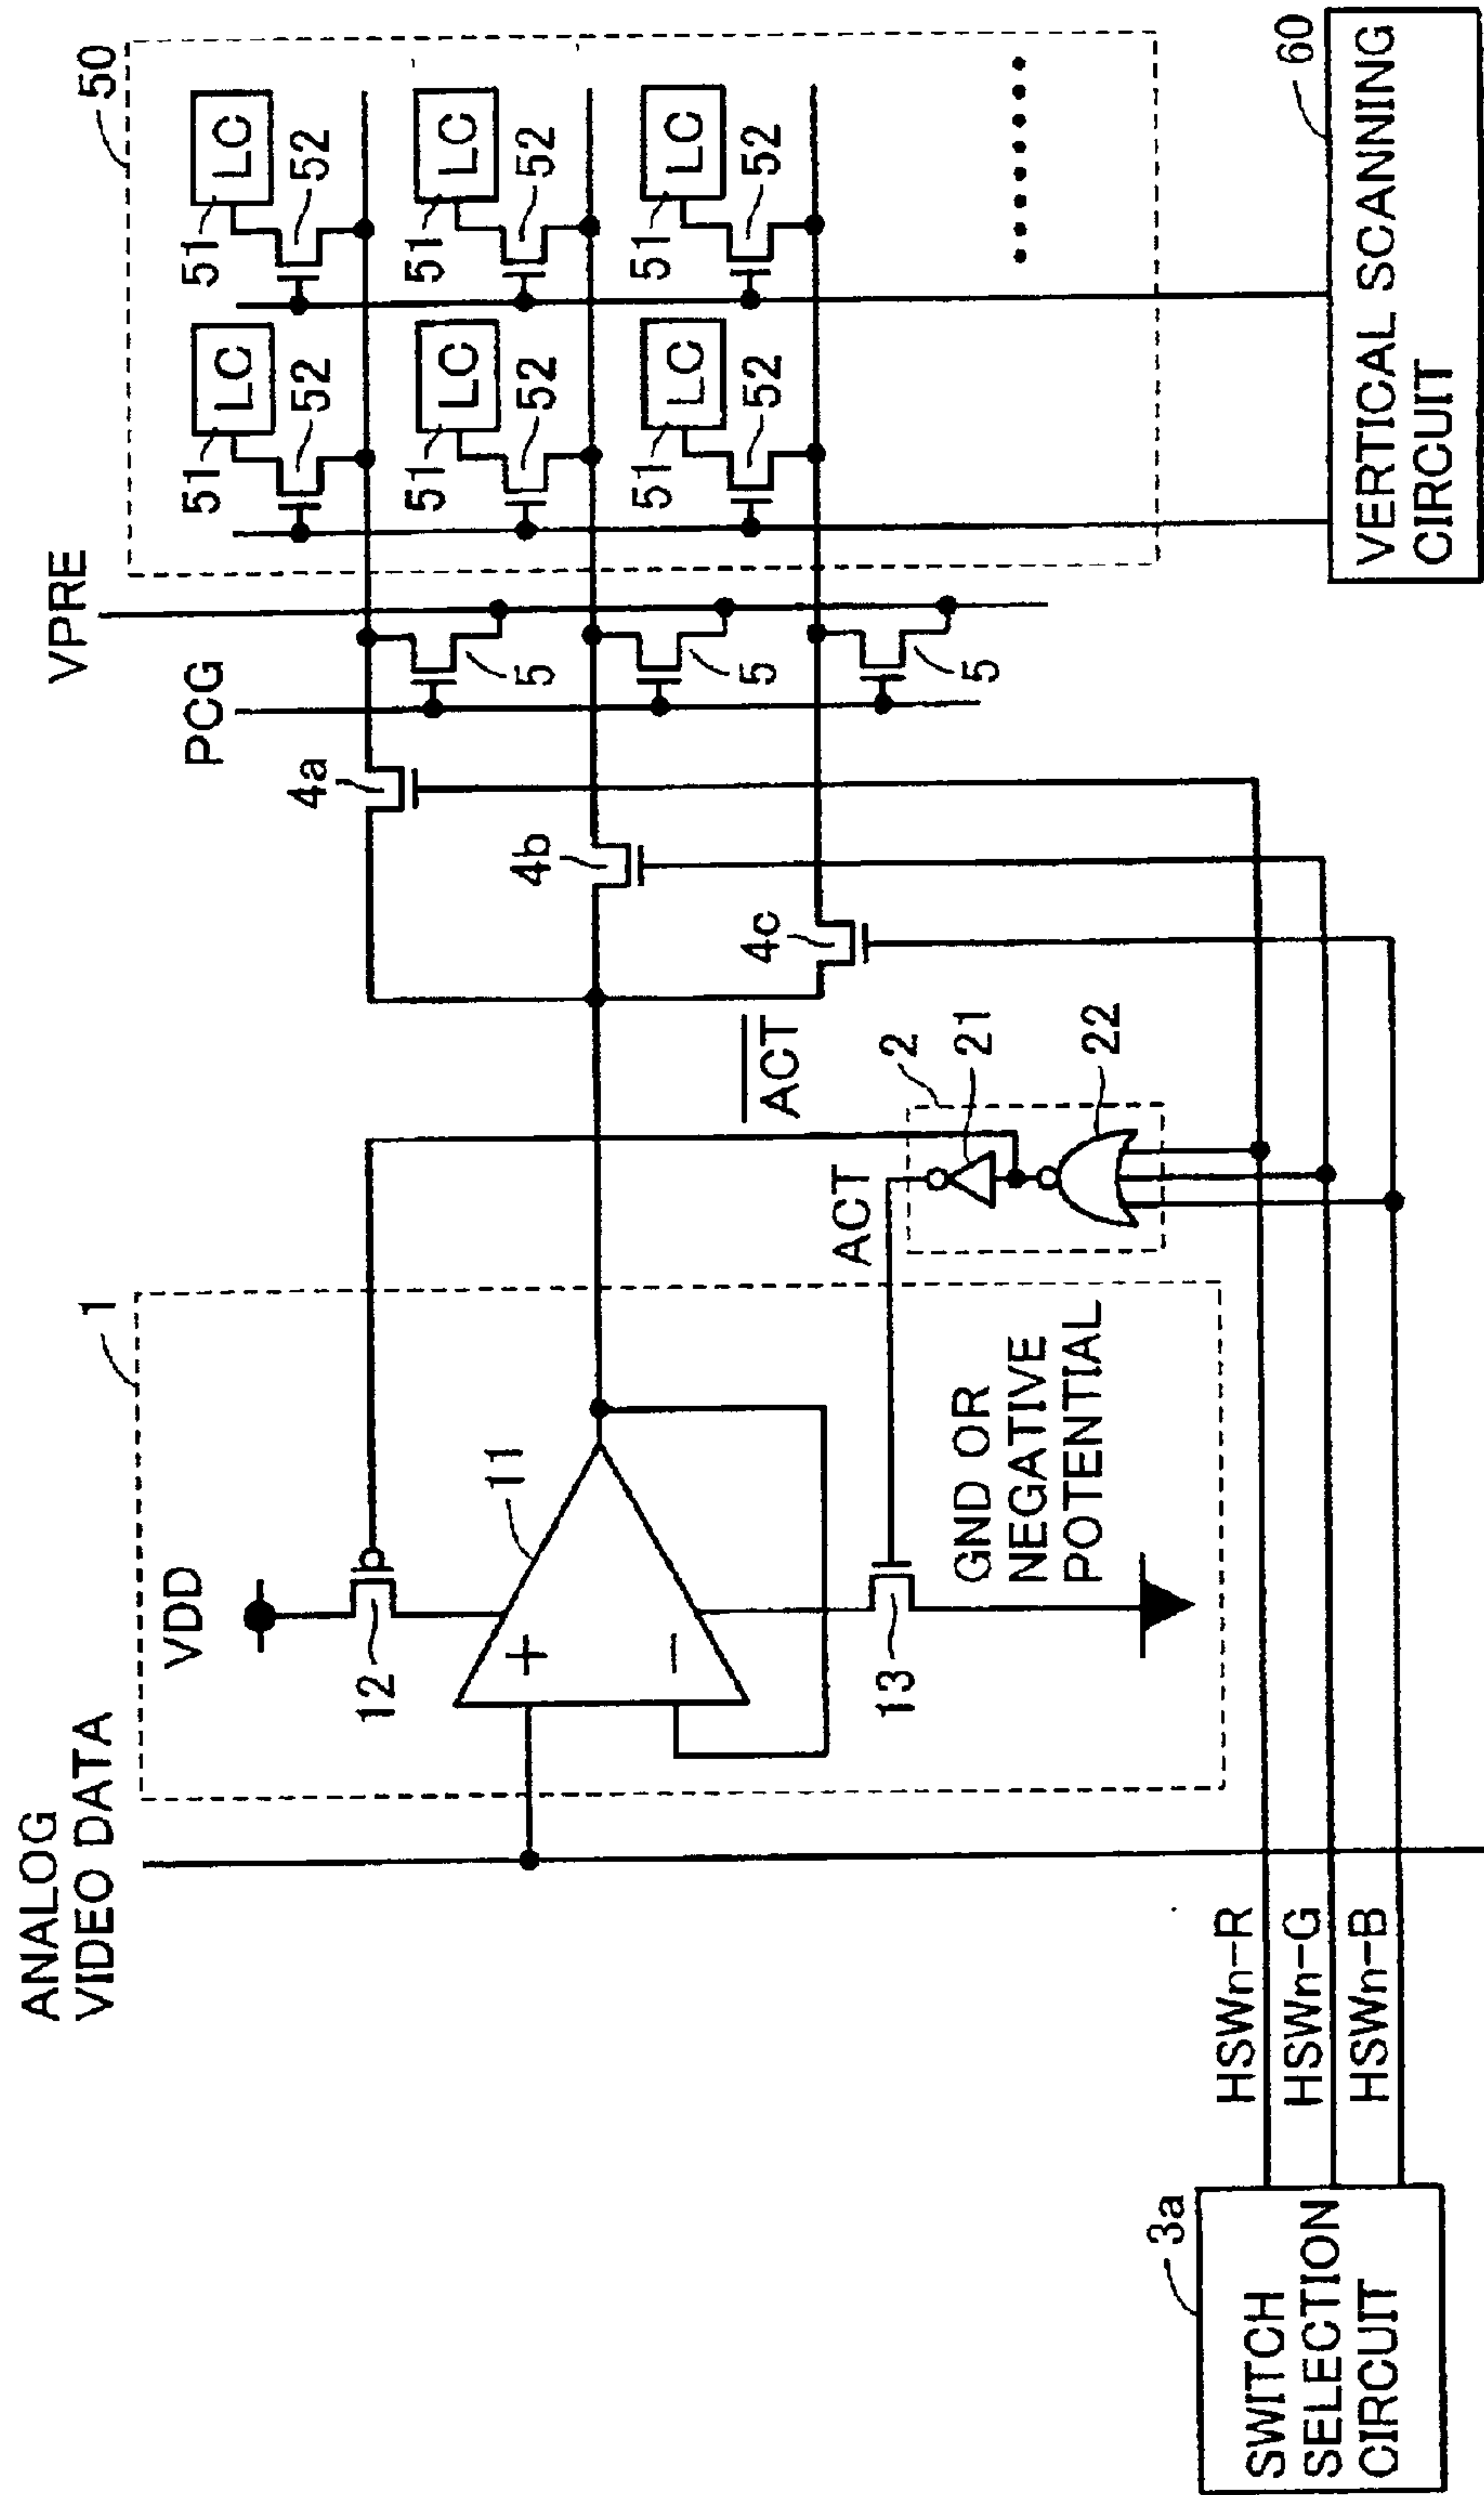 ANALOG
VIDEO DATA
1
VDD
12
11
+
−
13
GND OR
NEGATIVE
POTENTIAL
ACT
ACT
2
21
22
3a
SWITCH
SELECTION
CIRCUIT
HSWn-R
HSWn-G
HSWn-B
4a
4b
4c
PCG
VPRE
5
5
5
50
51
LC
52
51
LC
52
51
LC
52
51
LC
52
51
LC
52
51
LC
52
60
VERTICAL SCANNING
CIRCUIT